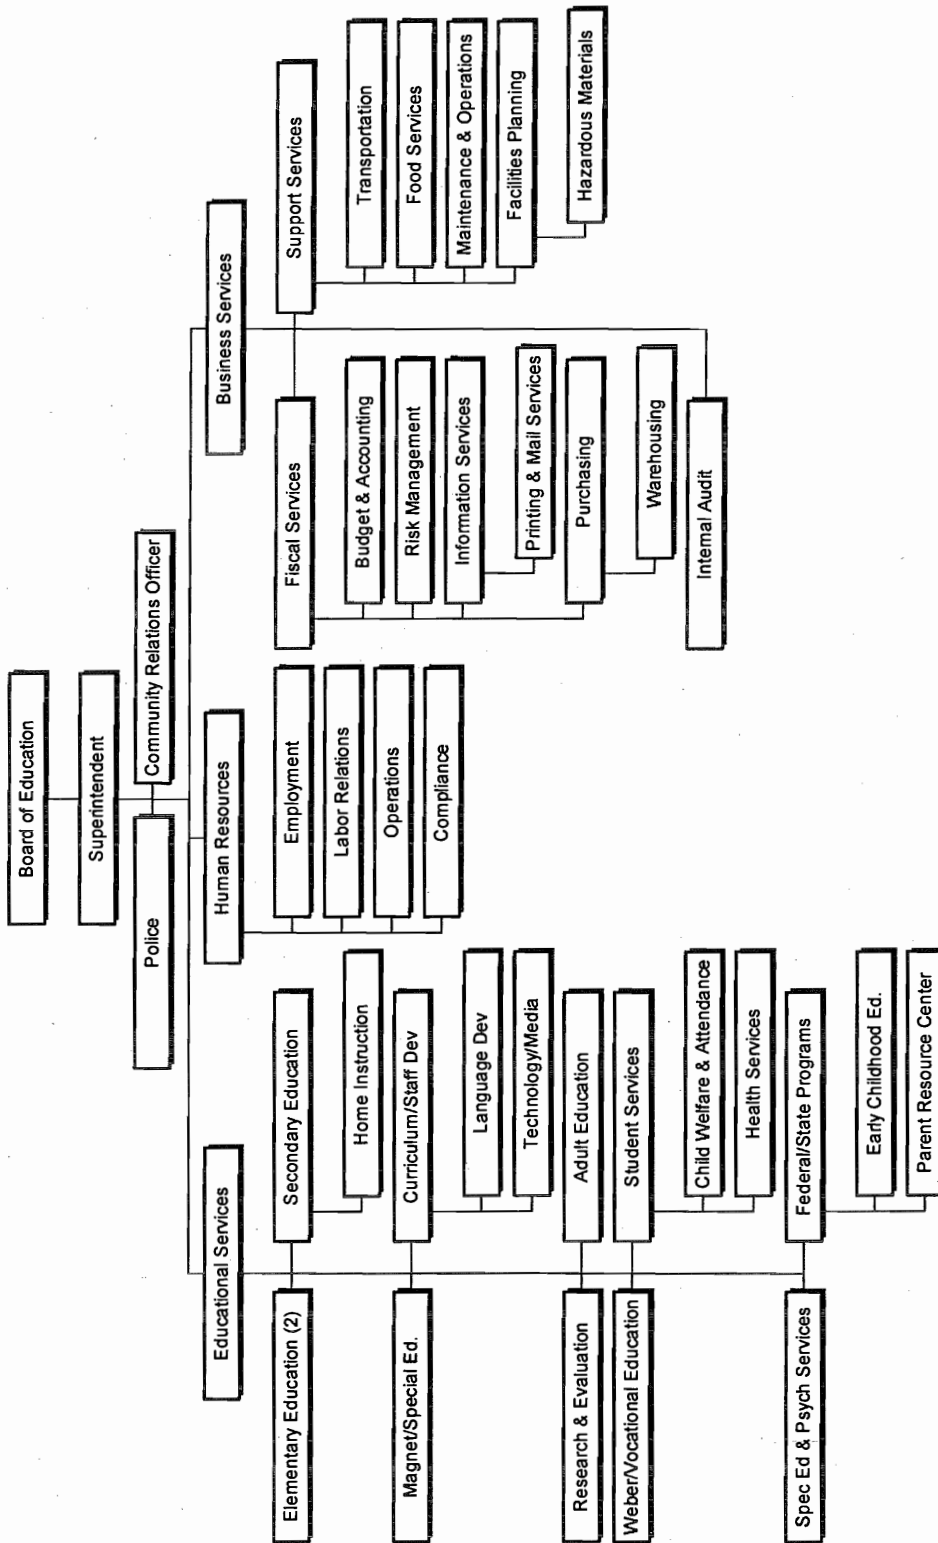 Board of Education
Superintendent
Police
Community Relations Officer
Educational Services
Human Resources
Business Services
Elementary Education (2)
Secondary Education
Home Instruction
Magnet/Special Ed.
Curriculum/Staff Dev
Language Dev
Technology/Media
Research & Evaluation
Adult Education
Weber/Vocational Education
Student Services
Child Welfare & Attendance
Health Services
Spec Ed & Psych Services
Federal/State Programs
Early Childhood Ed.
Parent Resource Center
Employment
Labor Relations
Operations
Compliance
Fiscal Services
Budget & Accounting
Risk Management
Information Services
Printing & Mail Services
Purchasing
Warehousing
Support Services
Transportation
Food Services
Maintenance & Operations
Facilities Planning
Hazardous Materials
Internal Audit